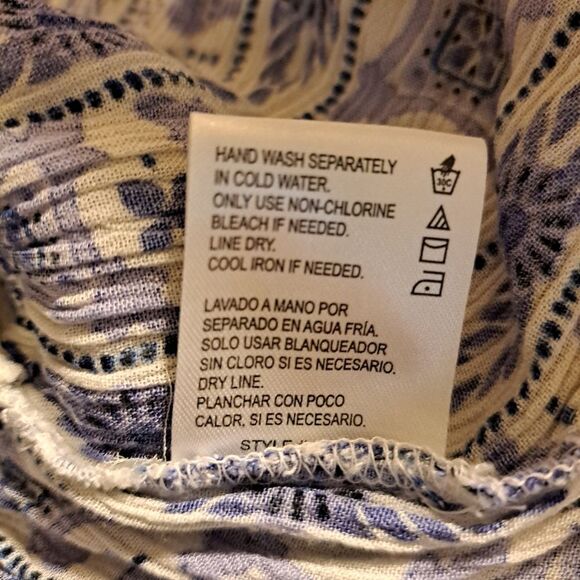 HAND WASH SEPARATELY
IN COLD WATER.
ONLY USE NON-CHLORINE
BLEACH IF NEEDED.
LINE DRY.
COOL IRON IF NEEDED.
30C
LAVADO A MANO POR
SEPARADO EN AGUA FRÍA.
SOLO USAR BLANQUEADOR
SIN CLORO SI ES NECESARIO.
DRY LINE.
PLANCHAR CON POCO
CALOR, SI ES NECESARIO.
STYLE